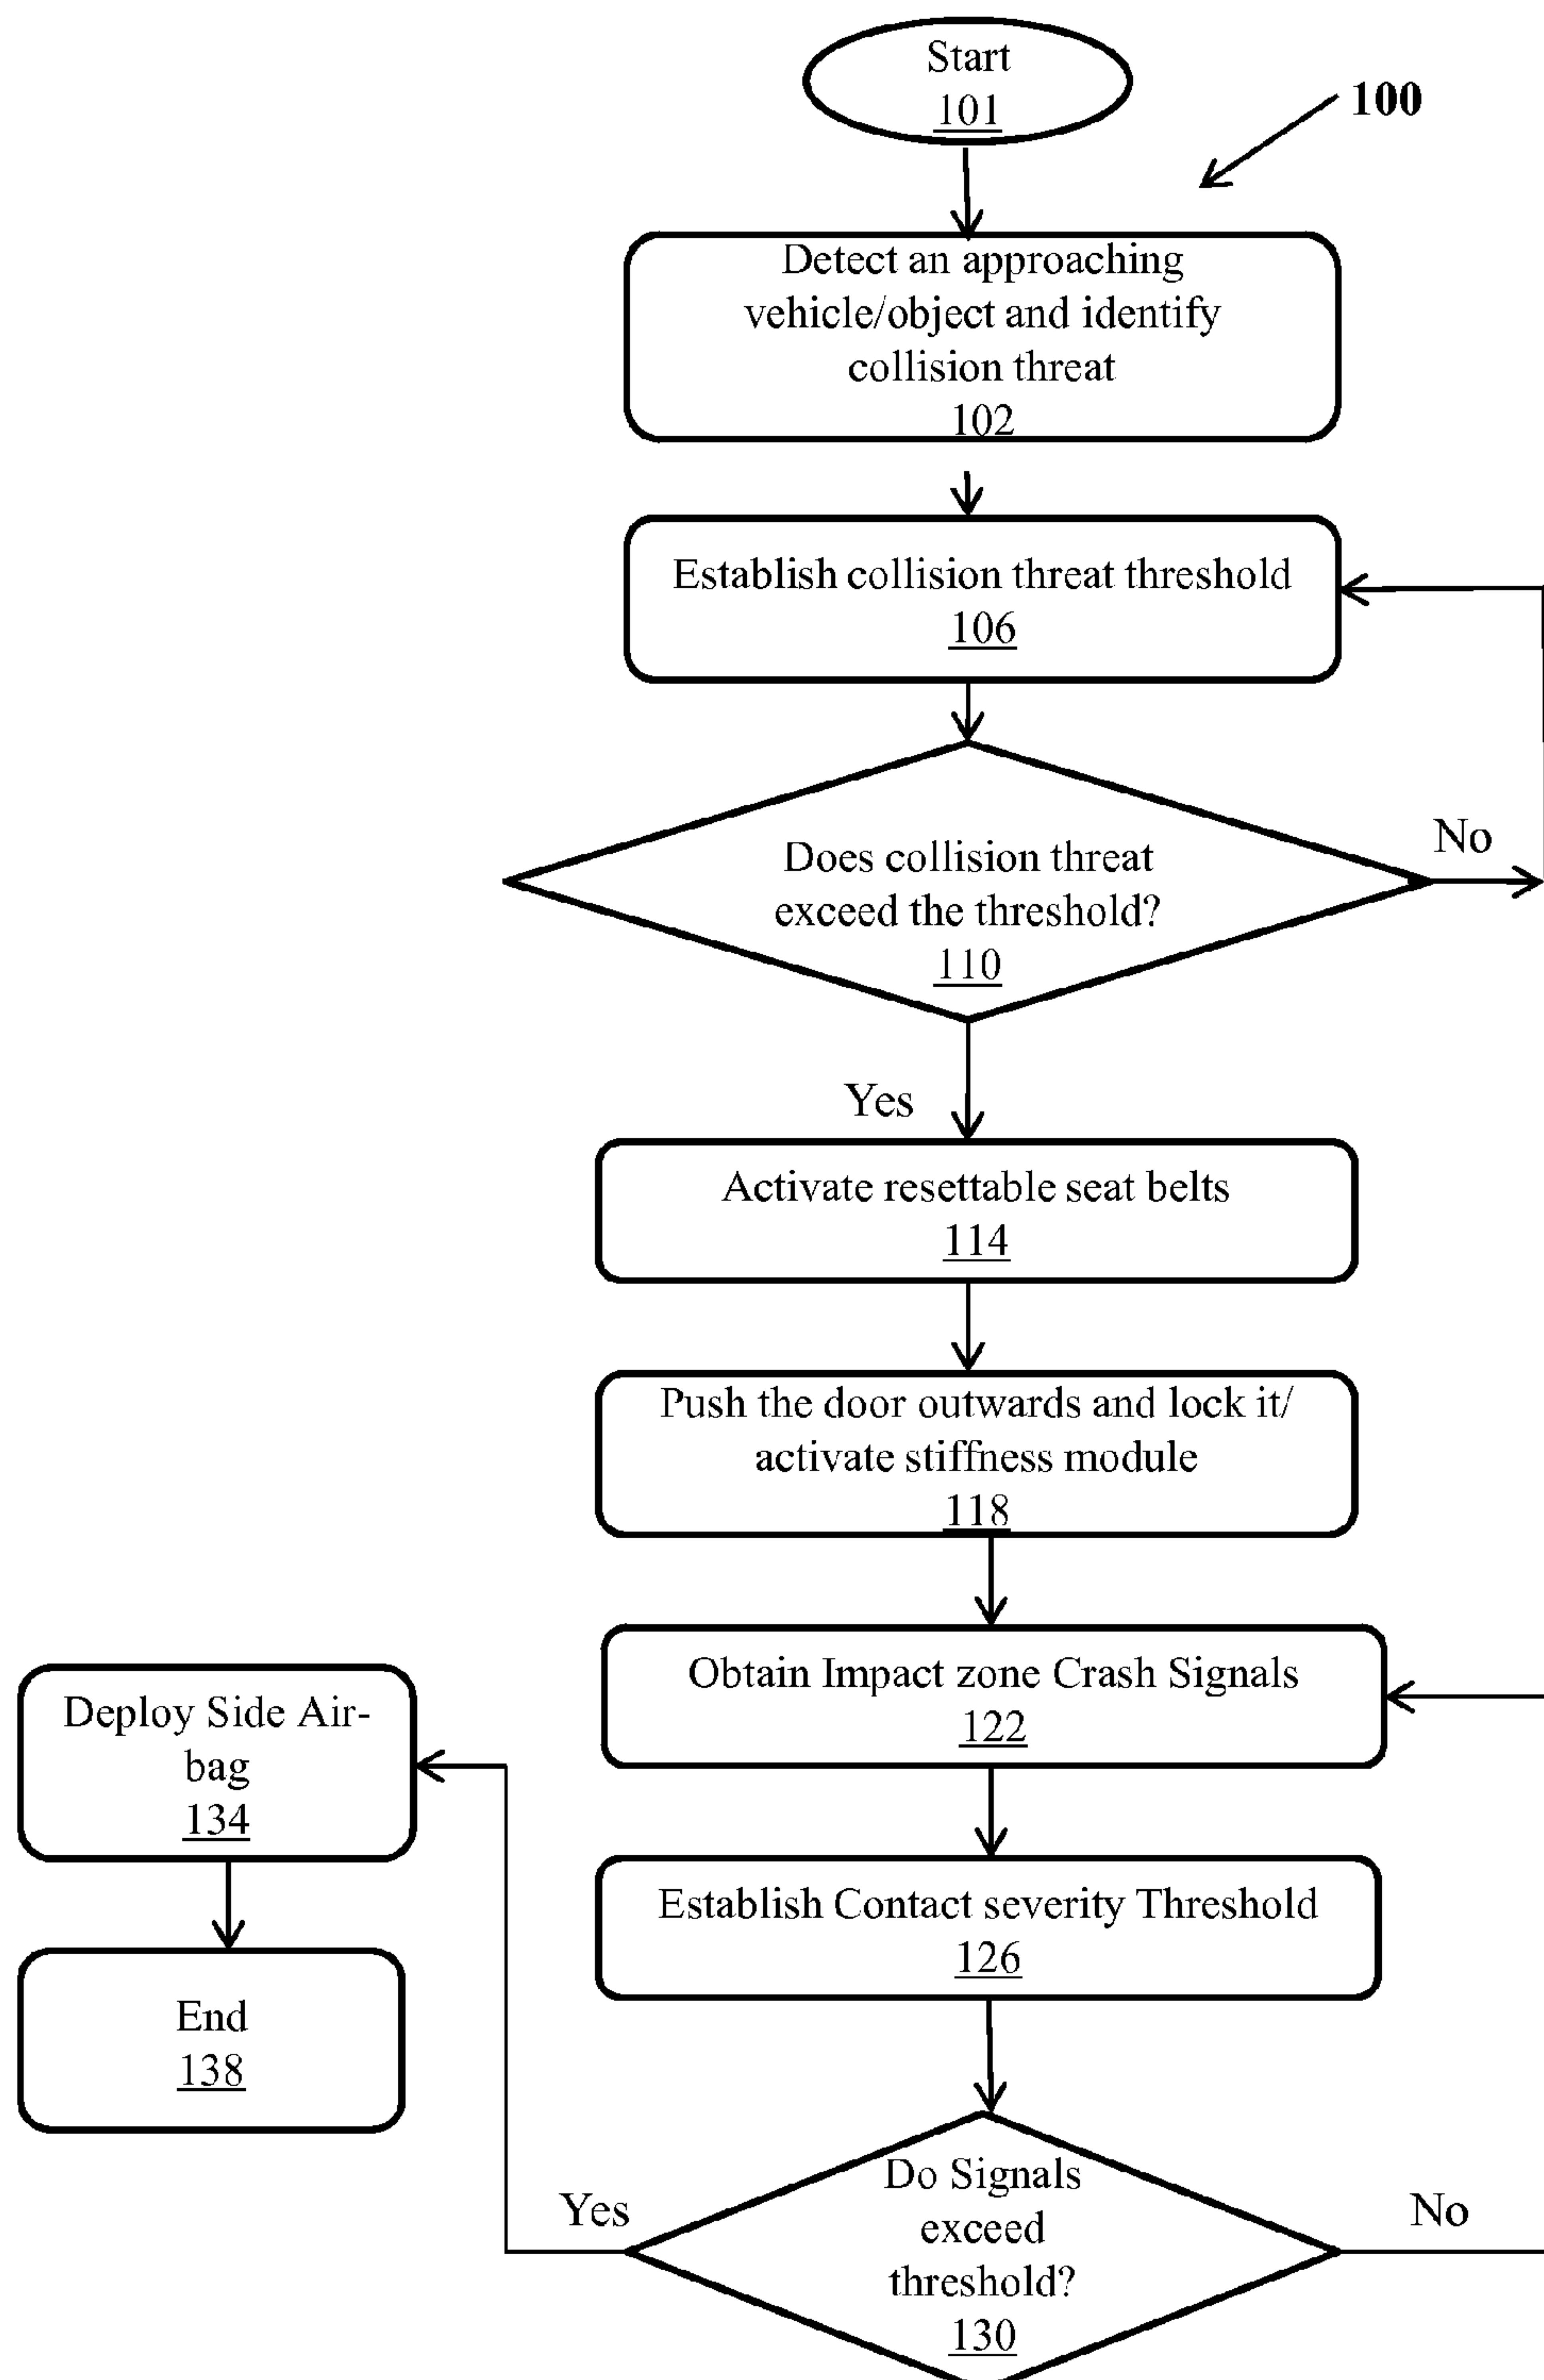 Start
101
100
Detect an approaching
vehicle/object and identify
collision threat
102
Establish collision threat threshold
106
Does collision threat
exceed the threshold?
110
No
Yes
Activate resettable seat belts
114
Push the door outwards and lock it/
activate stiffness module
118
Obtain Impact zone Crash Signals
122
Deploy Side Air-
bag
134
Establish Contact severity Threshold
126
End
138
Do Signals
exceed
threshold?
130
Yes
No